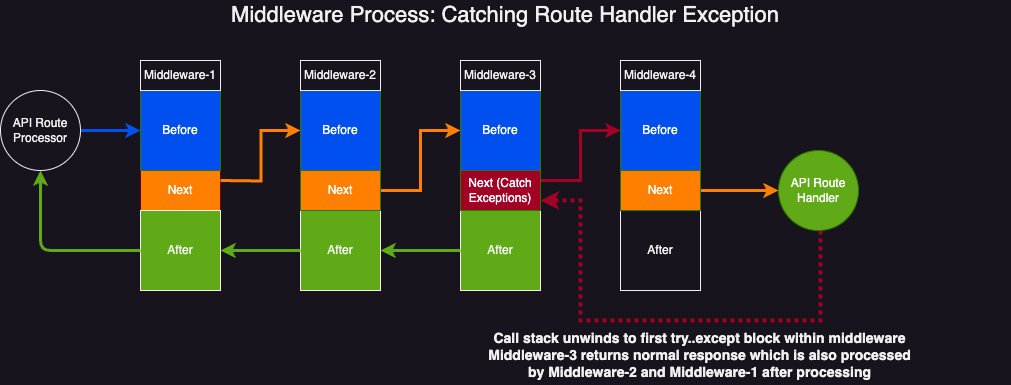 Middleware Process: Catching Route Handler Exception
Middleware-1
Middleware-2
Middleware-3
Middleware-4
API Route
Processor
Before
Before
Before
Before
Next
Next
Next (Catch
Exceptions)
Next
API Route
Handler
After
After
After
After
Call stack unwinds to first try..except block within middleware
Middleware-3 returns normal response which is also processed
by Middleware-2 and Middleware-1 after processing